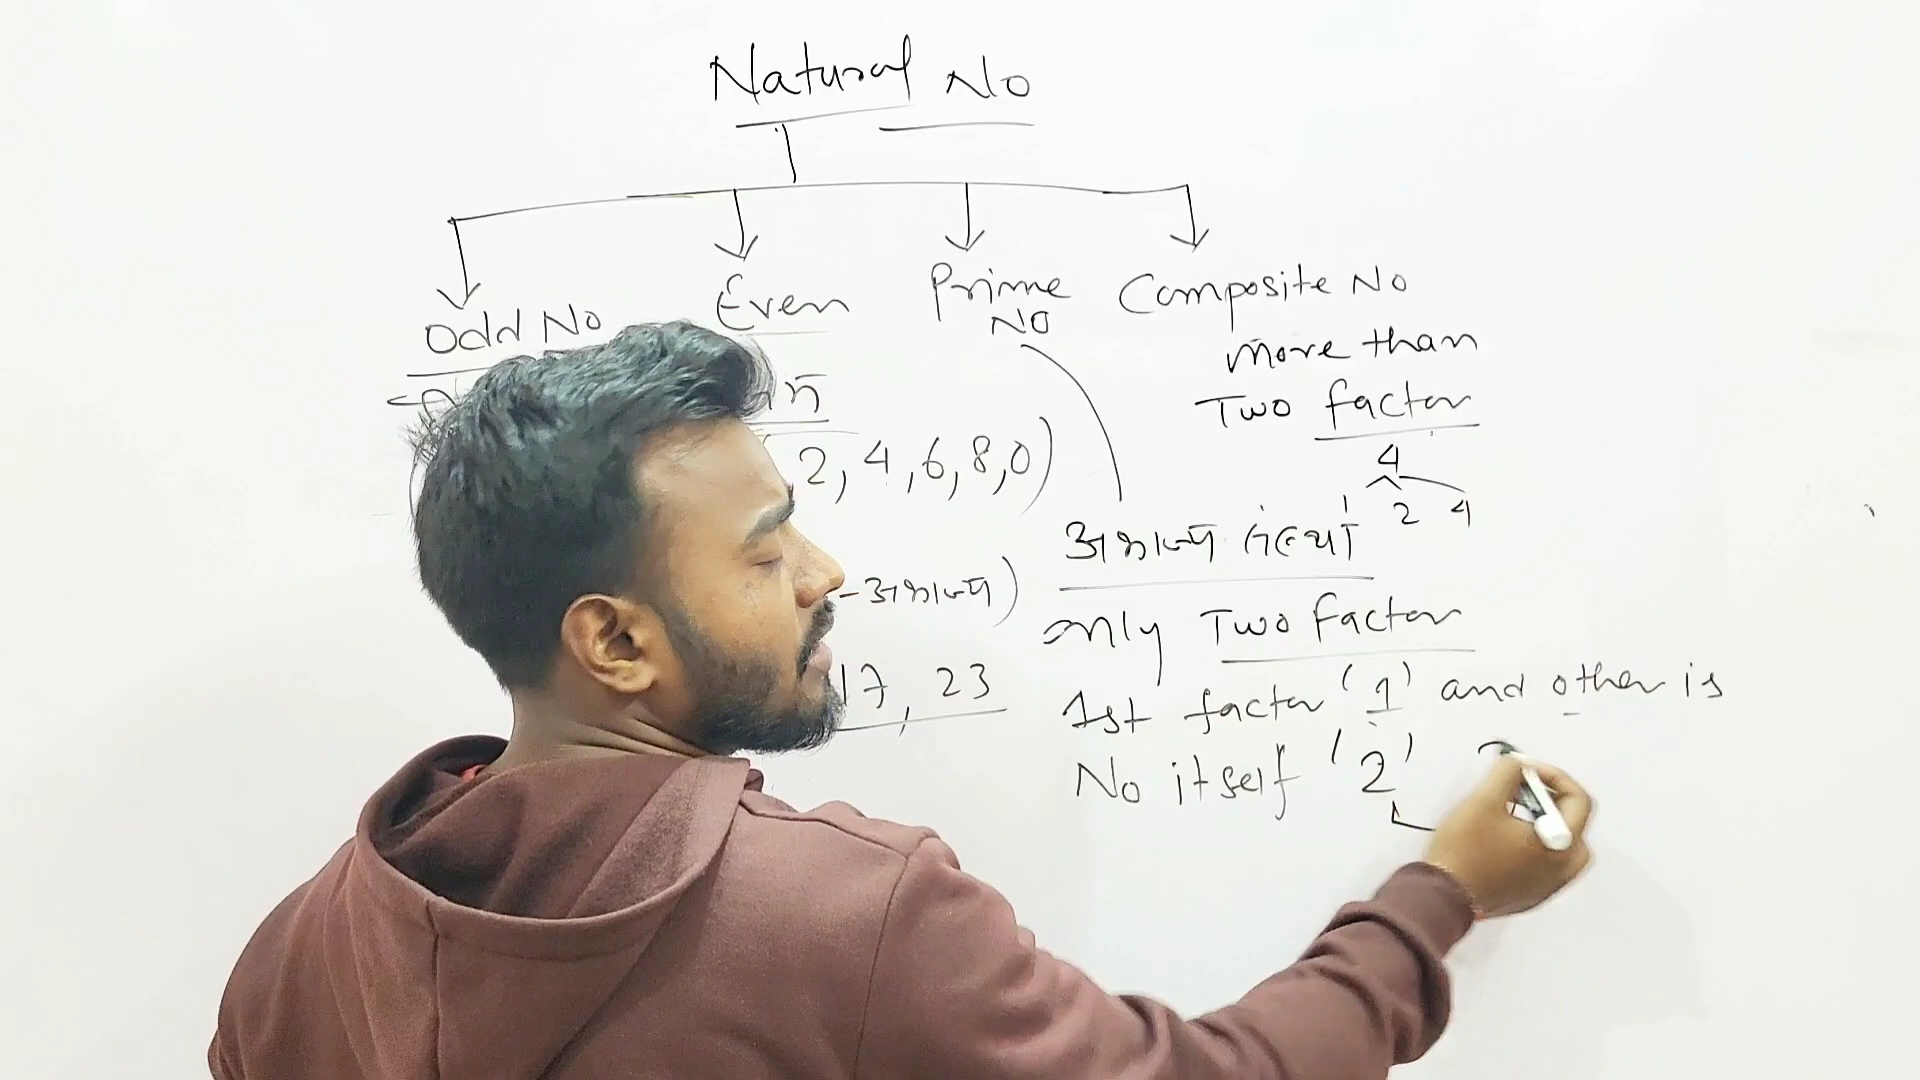 Natural No
Odd No
Even
Prime
NO
Composite No
more than
Two factor
4
1 2 4
2, 4, 6, 8, 0)
अभाज्य संख्या
-अभाज्य)
only Two factor
17, 23
1st factor '1' and other is
No itself '2'